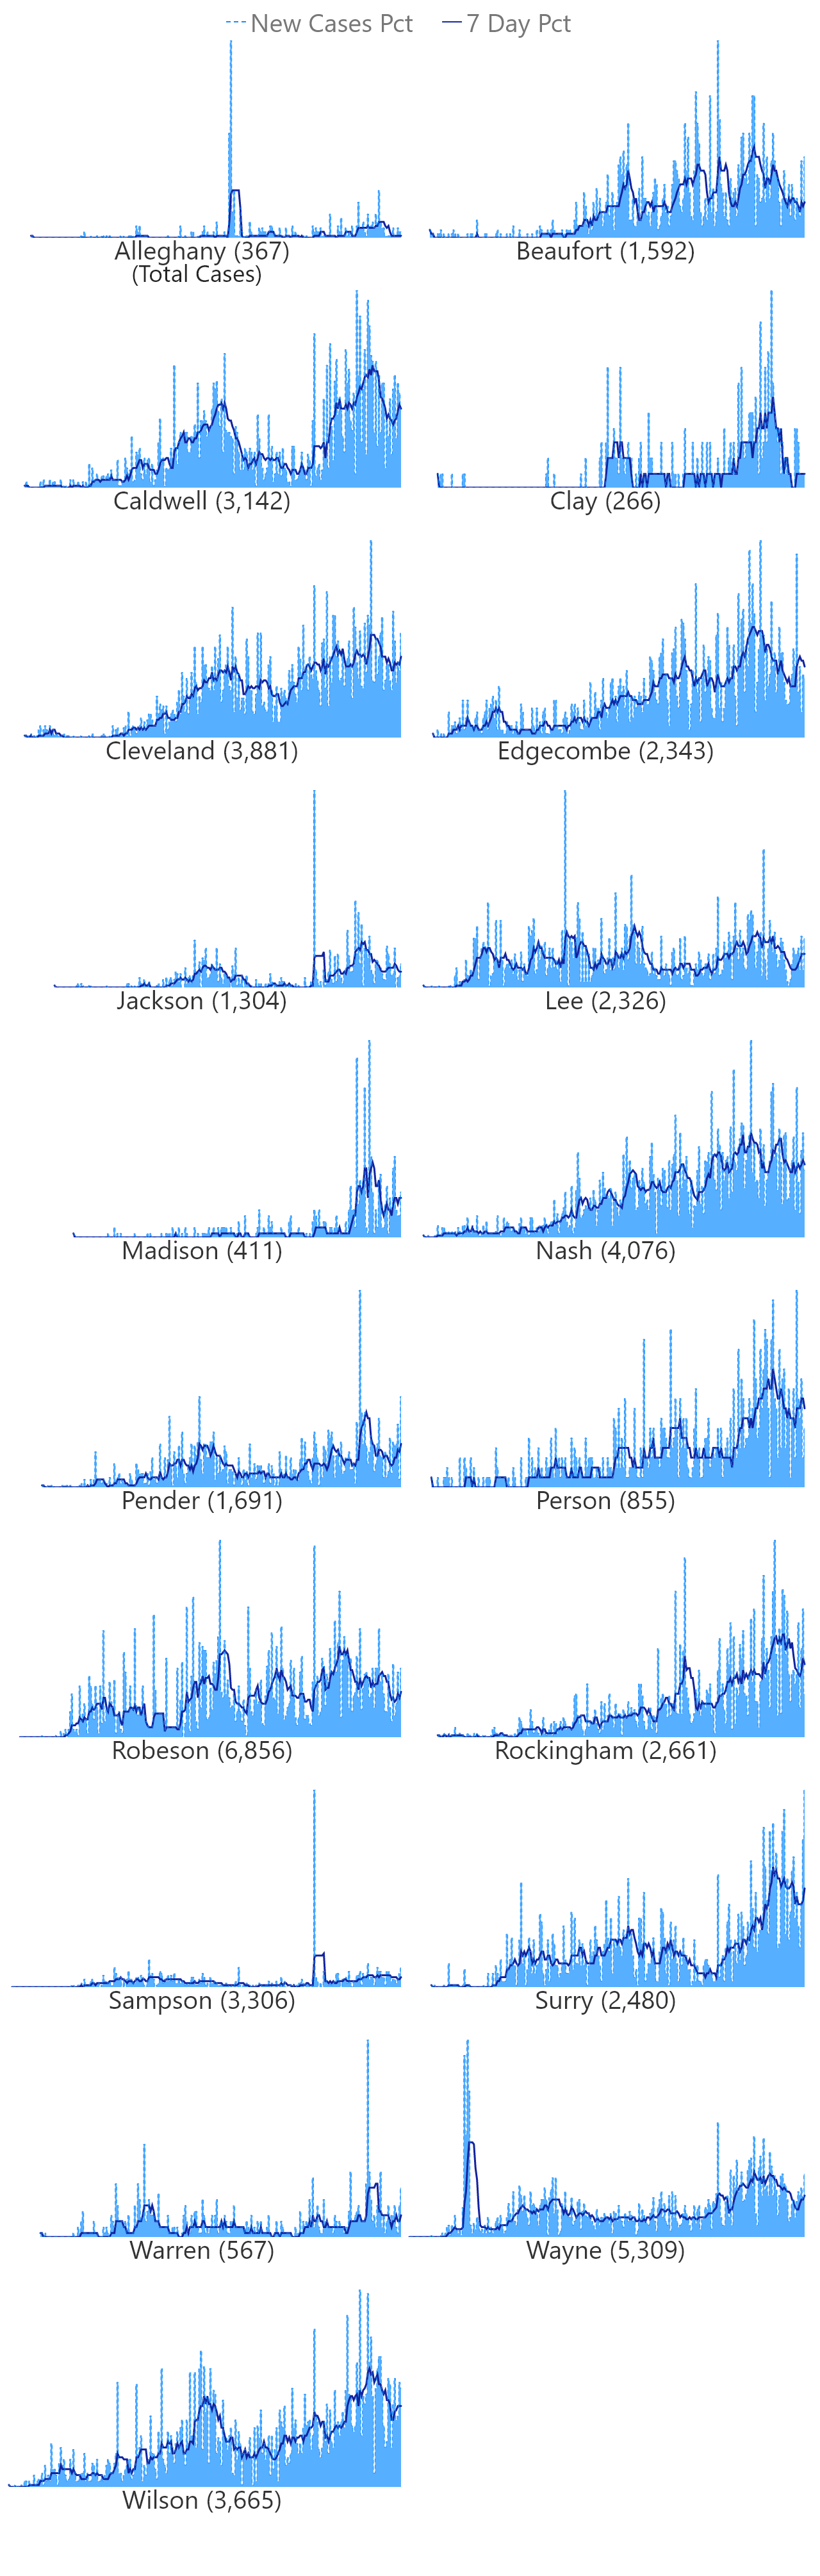 New Cases Pct 7 Day Pct
Alleghany (367) Beaufort (1,592)
(Total Cases)
Caldwell (3,142) Clay (266)
Cleveland (3,881) Edgecombe (2,343)
Jackson (1,304) Lee (2,326)
Madison (411) Nash (4,076)
Pender (1,691) Person (855)
Robeson (6,856) Rockingham (2,661)
Sampson (3,306) Surry (2,480)
Warren (567) Wayne (5,309)
Wilson (3,665)